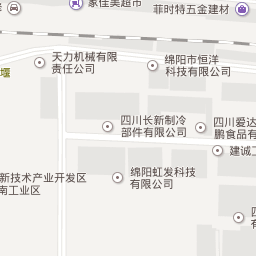 家佳美超市
菲时特五金建材
天力机械有限
责任公司
绵阳市恒洋
科技有限公司
堰
四川长新制冷
部件有限公司
四川爱达
鹏食品有
建诚工
绵阳虹发科技
有限公司
新技术产业开发区
南工业区
四